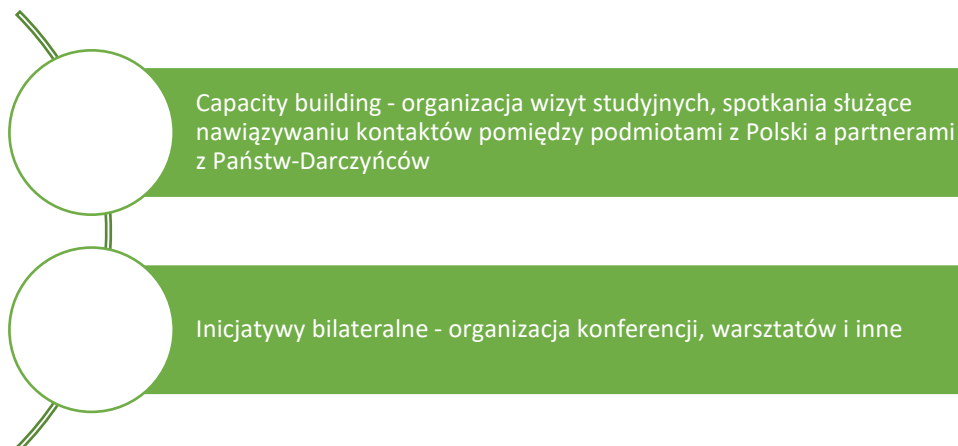 Capacity building - organizacja wizyt studyjnych, spotkania służące
nawiązywaniu kontaktów pomiędzy podmiotami z Polski a partnerami
z Państw-Darczyńców
Inicjatywy bilateralne - organizacja konferencji, warsztatów i inne